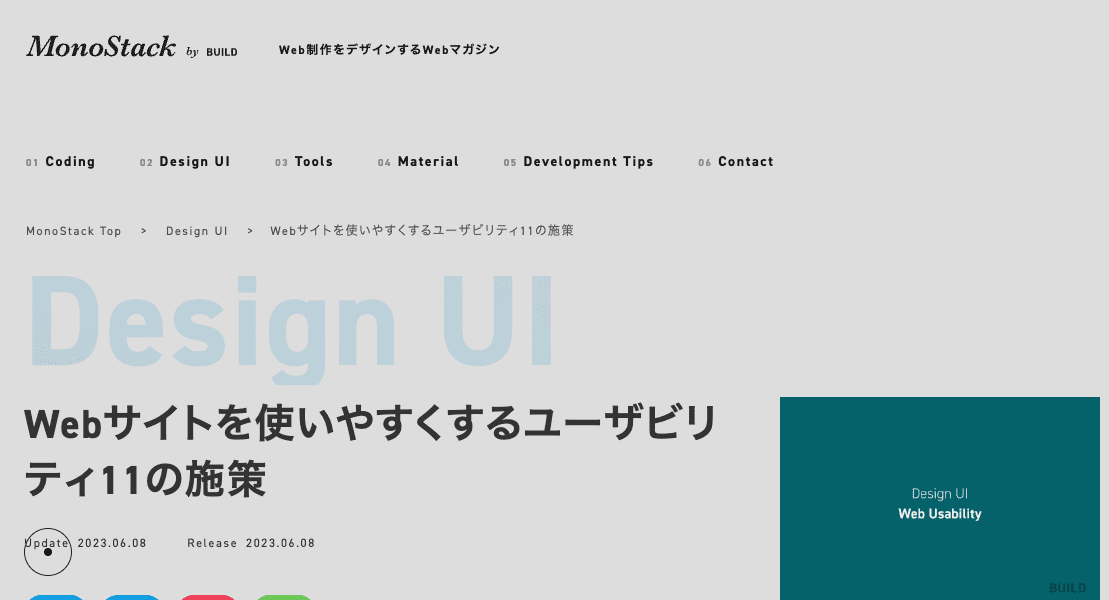 MonoStack by BUILD
Web制作をデザインするWebマガジン
01 Coding 02 Design UI 03 Tools 04 Material 05 Development Tips 06 Contact
MonoStack Top > Design UI > Webサイトを使いやすくするユーザビリティ11の施策
Design UI
Webサイトを使いやすくするユーザビリ
ティ11の施策
Update 2023.06.08 Release 2023.06.08
Design UI
Web Usability
BUILD